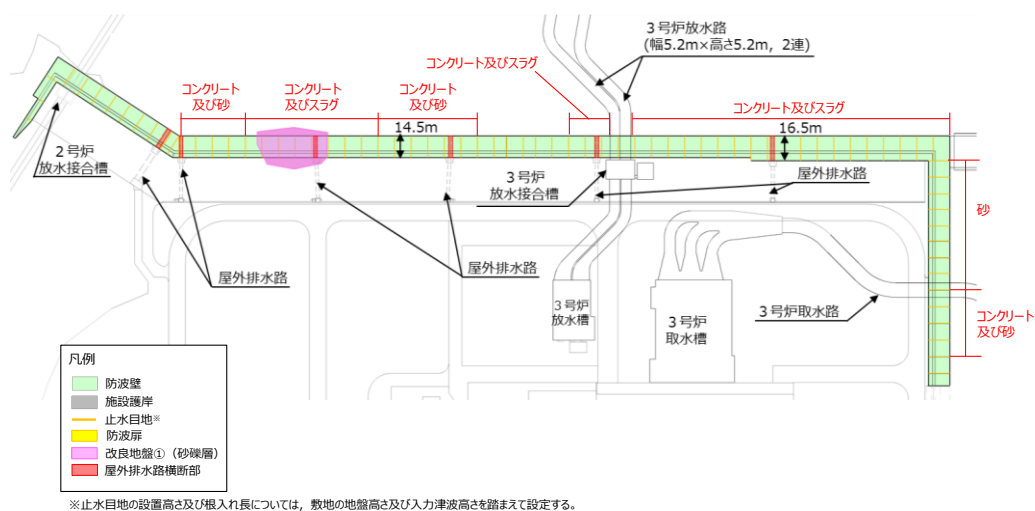 3号炉放水路
(幅5.2m×高さ5.2m，2連)
コンクリート及びスラグ
コンクリート
及び砂
コンクリート
及びスラグ
コンクリート
及び砂
コンクリート及びスラグ
14.5m
16.5m
2号炉
放水接合槽
3号炉
放水接合槽
屋外排水路
砂
屋外排水路
屋外排水路
3号炉
放水槽
3号炉
取水槽
3号炉取水路
コンクリート
及び砂
凡例
防波壁
施設護岸
止水目地※
防波扉
改良地盤①（砂礫層）
屋外排水路横断部
※止水目地の設置高さ及び根入れ長については，敷地の地盤高さ及び入力津波高さを踏まえて設定する。